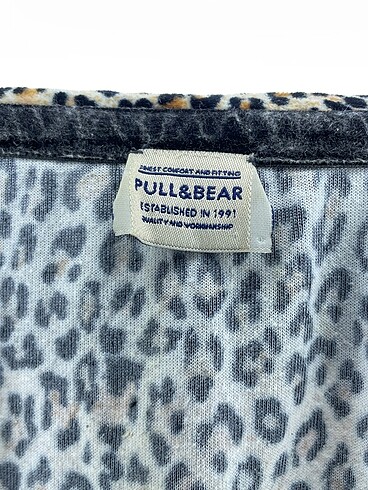 FINEST COMFORT AND FITTING
PULL&BEAR
ESTABLISHED IN 1991
QUALITY AND WORKMANSHIP